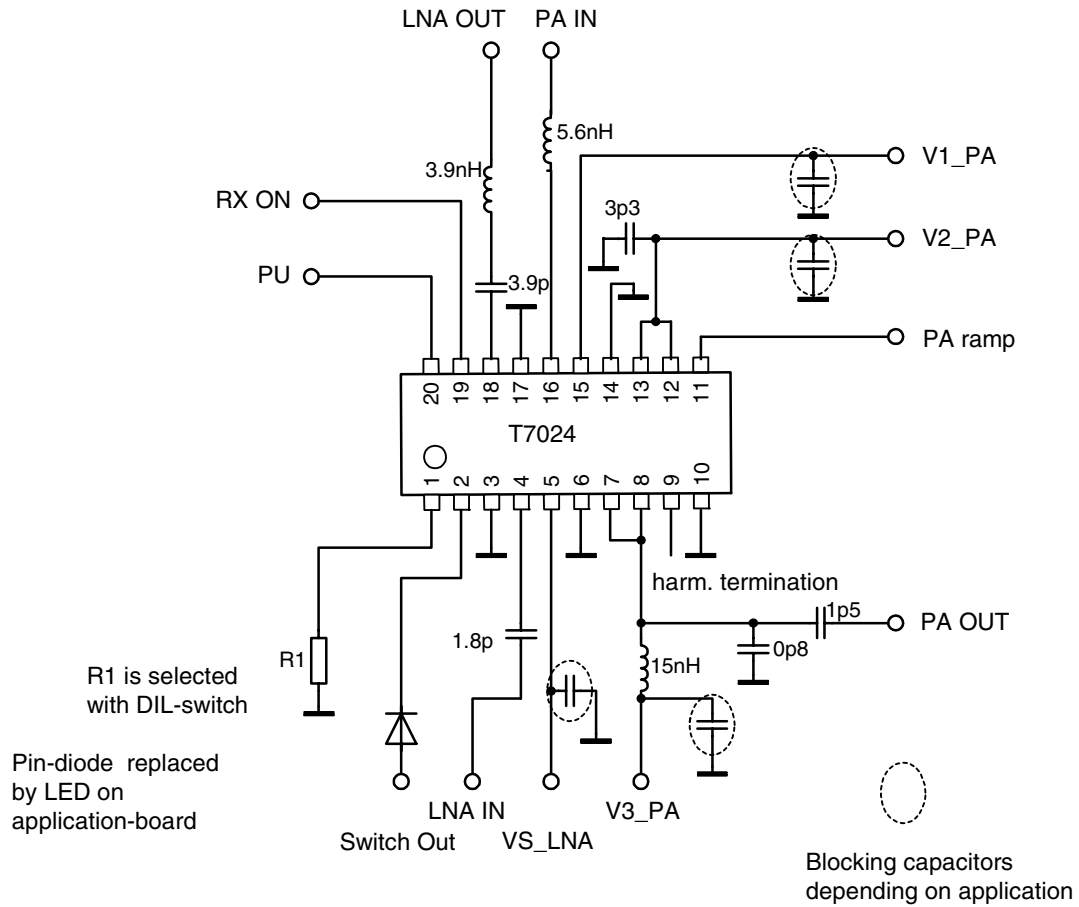 LNA OUT
PA IN
5.6nH
V1_PA
3.9nH
RX ON
3p3
V2_PA
PU
3.9p
PA ramp
20 19 18 17 16 15 14 13 12 11
T7024
1 2 3 4 5 6 7 8 9 10
harm. termination
1p5
PA OUT
1.8p
0p8
R1
15nH
R1 is selected
with DIL-switch
Pin-diode replaced
by LED on
application-board
LNA IN
V3_PA
Switch Out
VS_LNA
Blocking capacitors
depending on application